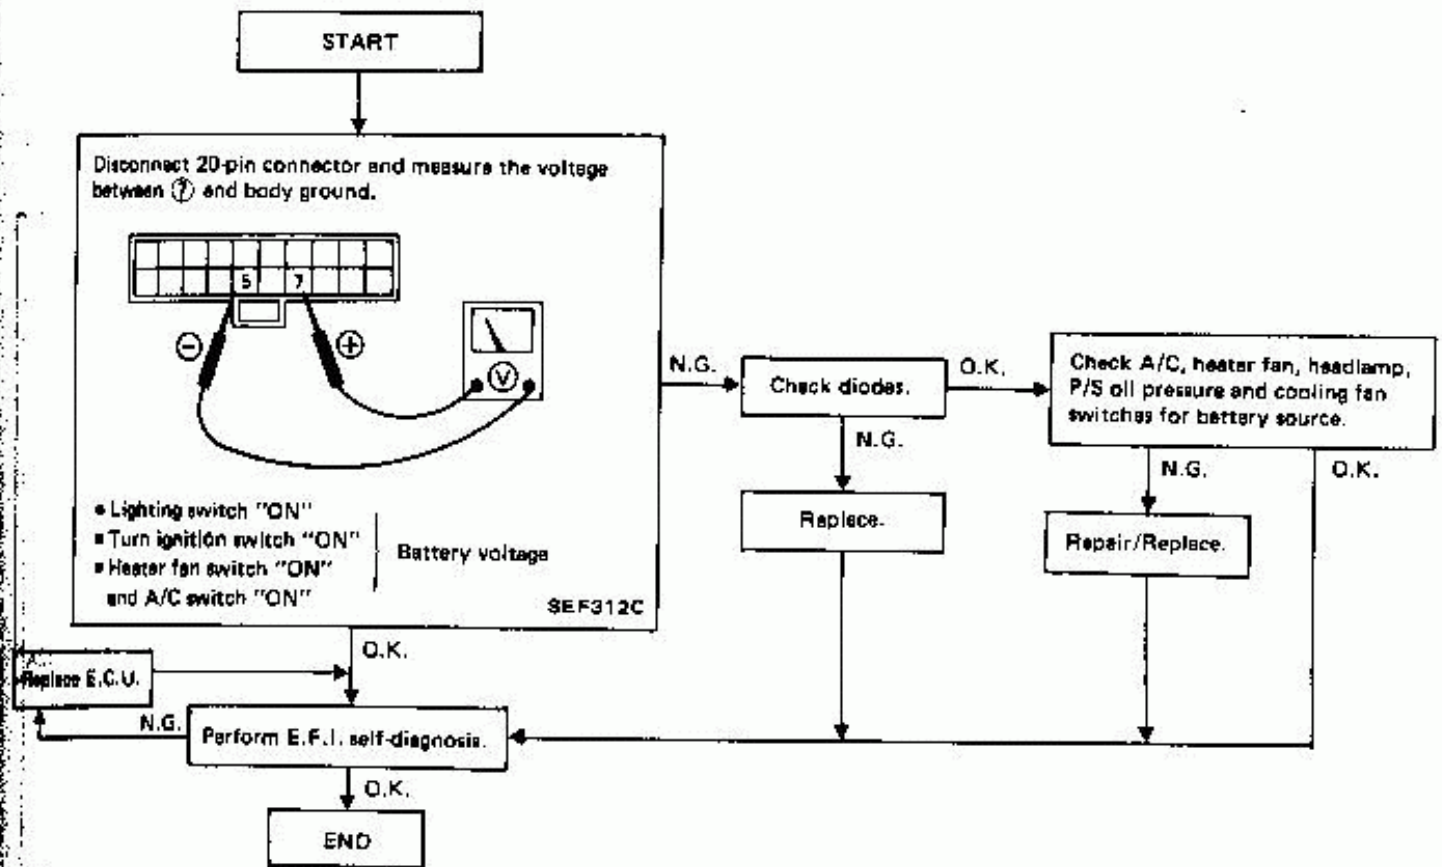 START
Disconnect 20-pin connector and measure the voltage
between ⑦ and body ground.
5 7
⊖ ⊕
V
• Lighting switch "ON"
• Turn ignition switch "ON"
• Heater fan switch "ON"
and A/C switch "ON"
Battery voltage
SEF312C
N.G.
Check diodes.
O.K.
Check A/C, heater fan, headlamp,
P/S oil pressure and cooling fan
switches for battery source.
N.G.
Replace.
N.G.
O.K.
Repair/Replace.
O.K.
Replace E.C.U.
N.G.
Perform E.F.I. self-diagnosis.
O.K.
END